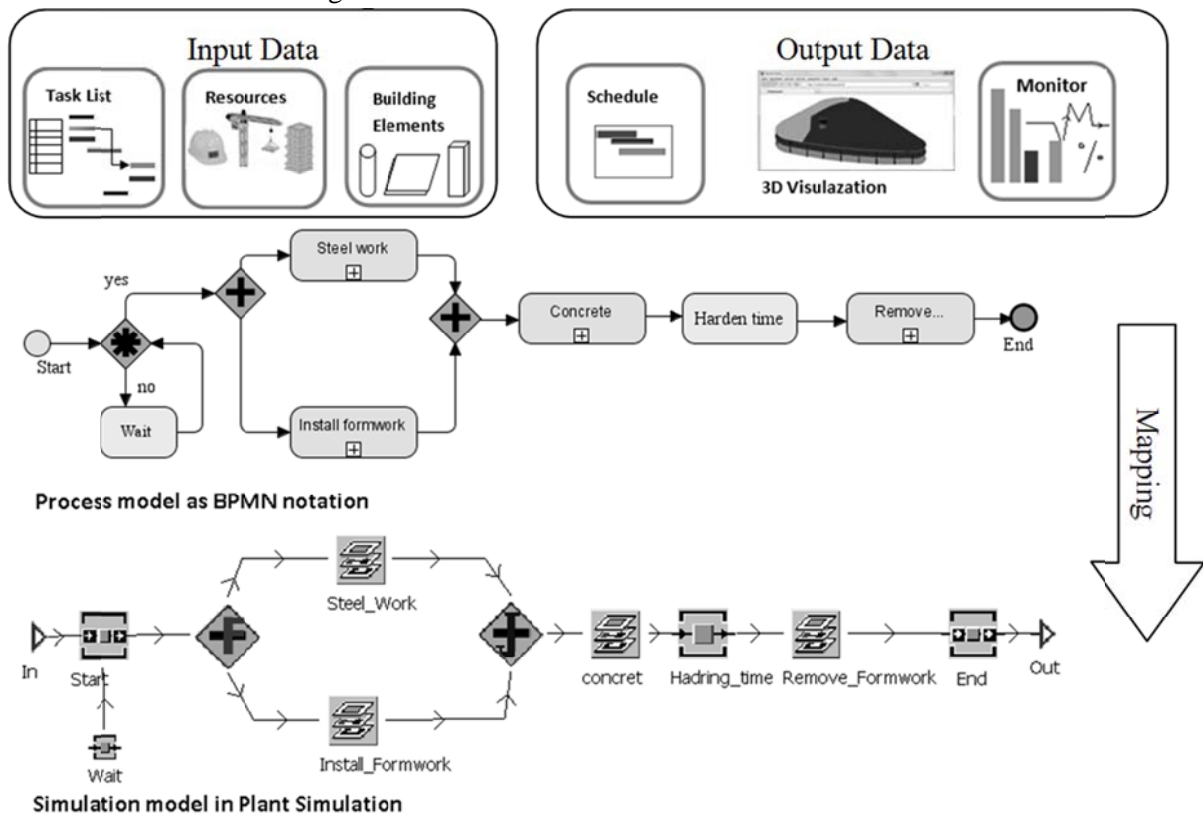 Input Data
Task List
Resources
Building
Elements
Output Data
Schedule
3D Visulazation
Monitor
%
Steel work
yes
Start
no
Wait
Install formwork
Concrete
Harden time
Remove...
End
Mapping
Process model as BPMN notation
In
Start
Wait
F
Steel_Work
Install_Formwork
J
concret
Hadring_time
Remove_Formwork
End
Out
Simulation model in Plant Simulation